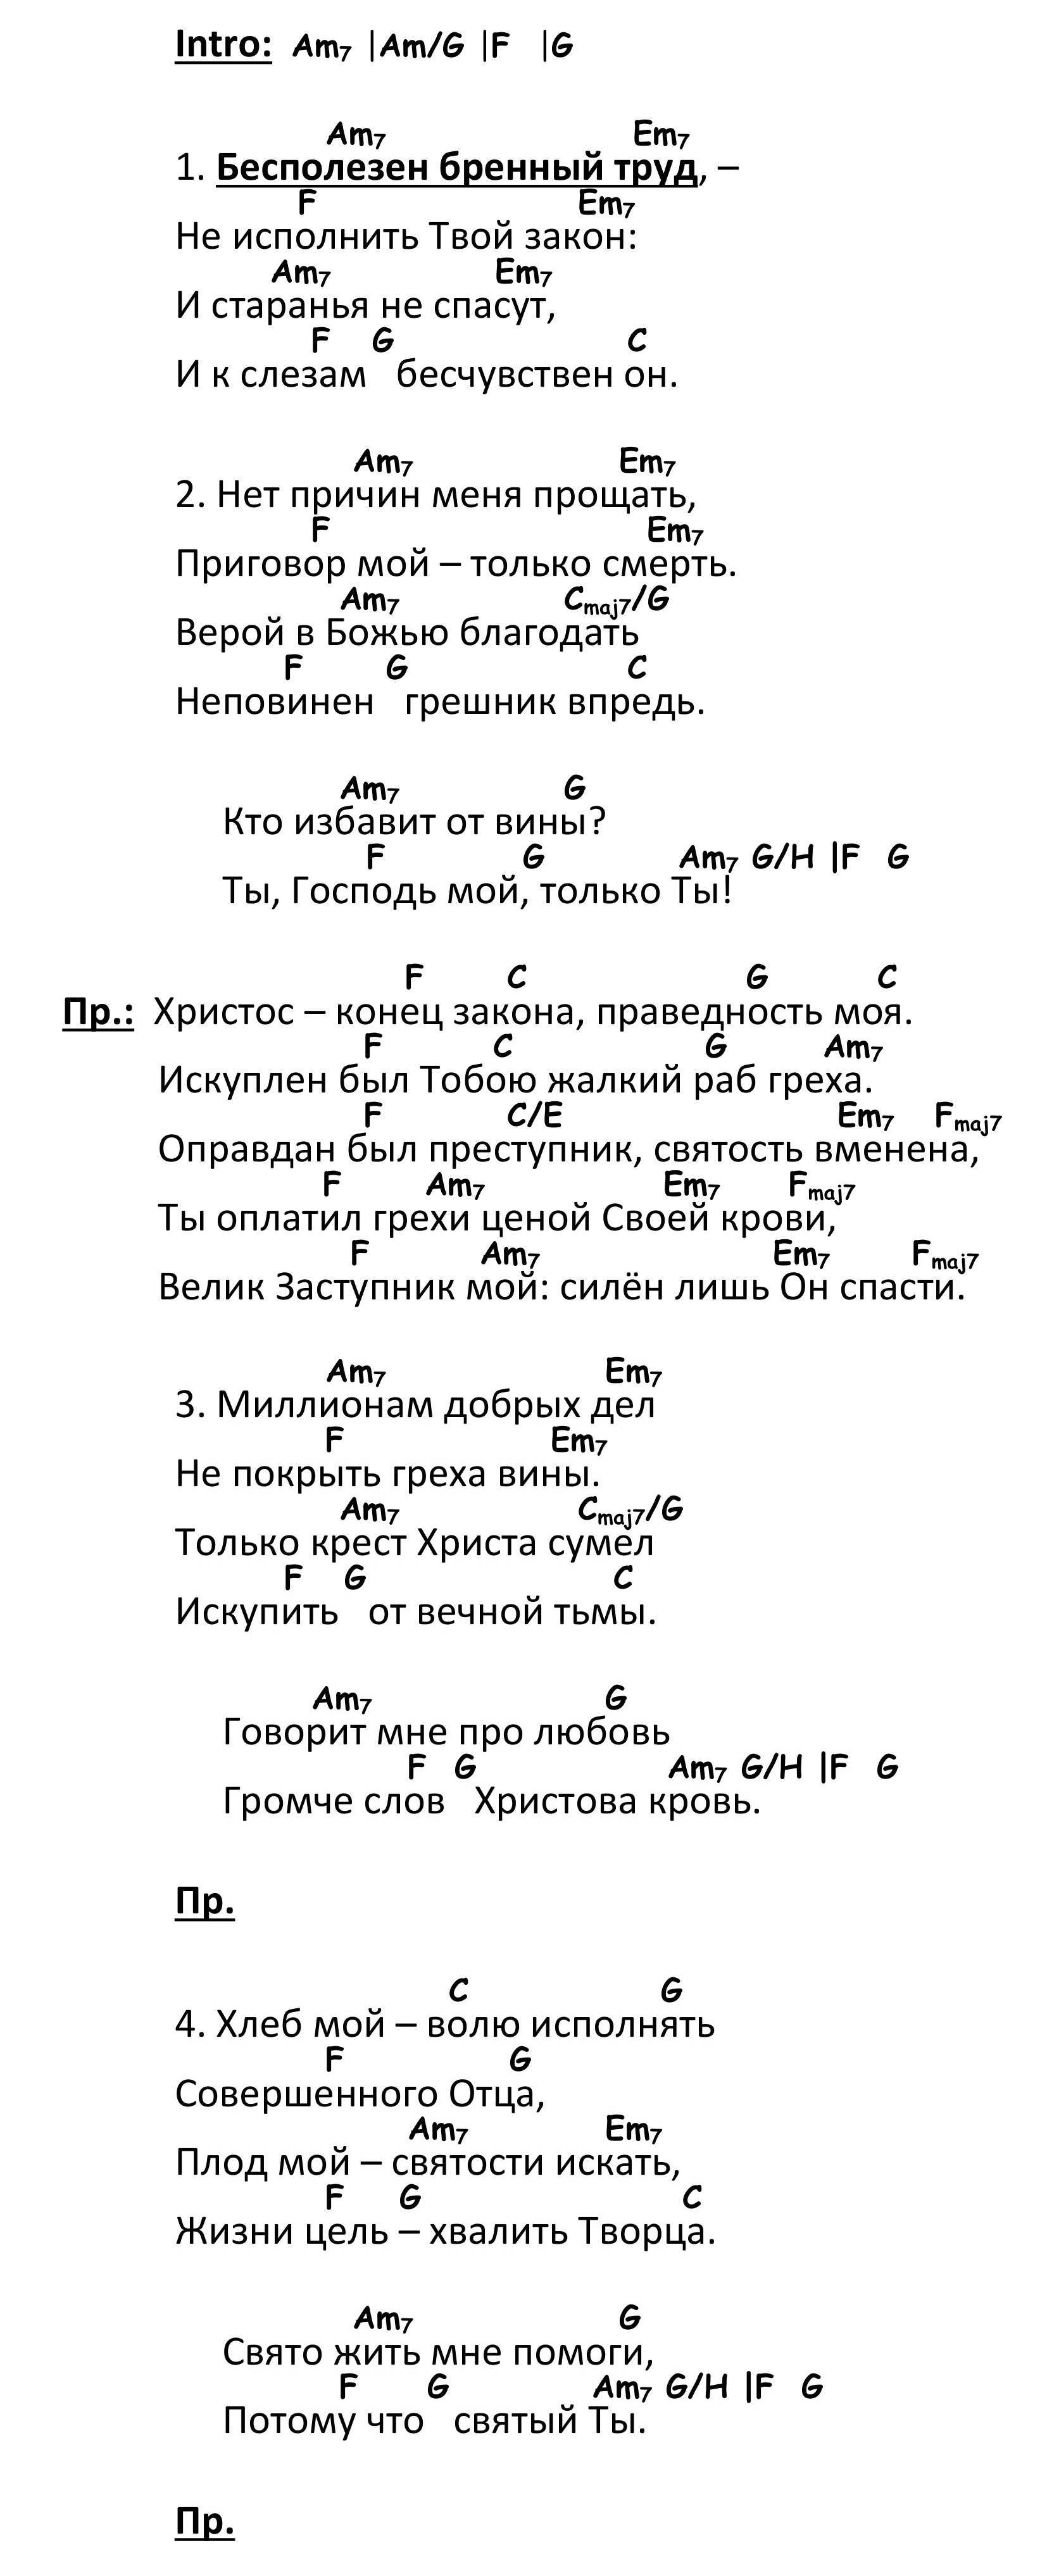 Intro: Am7 |Am/G |F |G
Am7 Em7
1. Бесполезен бренный труд, –
F Em7
Не исполнить Твой закон:
Am7 Em7
И старанья не спасут,
F G C
И к слезам бесчувствен он.
Am7 Em7
2. Нет причин меня прощать,
F Em7
Приговор мой – только смерть.
Am7 Cmaj7/G
Верой в Божью благодать
F G C
Неповинен грешник впредь.
Am7 G
Кто избавит от вины?
F G Am7 G/H |F G
Ты, Господь мой, только Ты!
F C G C
Пр.: Христос – конец закона, праведность моя.
F C G Am7
Искуплен был Тобою жалкий раб греха.
F C/E Em7 Fmaj7
Оправдан был преступник, святость вменена,
F Am7 Em7 Fmaj7
Ты оплатил грехи ценой Своей крови,
F Am7 Em7 Fmaj7
Велик Заступник мой: силён лишь Он спасти.
Am7 Em7
3. Миллионам добрых дел
F Em7
Не покрыть греха вины.
Am7 Cmaj7/G
Только крест Христа сумел
F G C
Искупить от вечной тьмы.
Am7 G
Говорит мне про любовь
F G Am7 G/H |F G
Громче слов Христова кровь.
Пр.
C G
4. Хлеб мой – волю исполнять
F G
Совершенного Отца,
Am7 Em7
Плод мой – святости искать,
F G C
Жизни цель – хвалить Творца.
Am7 G
Свято жить мне помоги,
F G Am7 G/H |F G
Потому что святый Ты.
Пр.